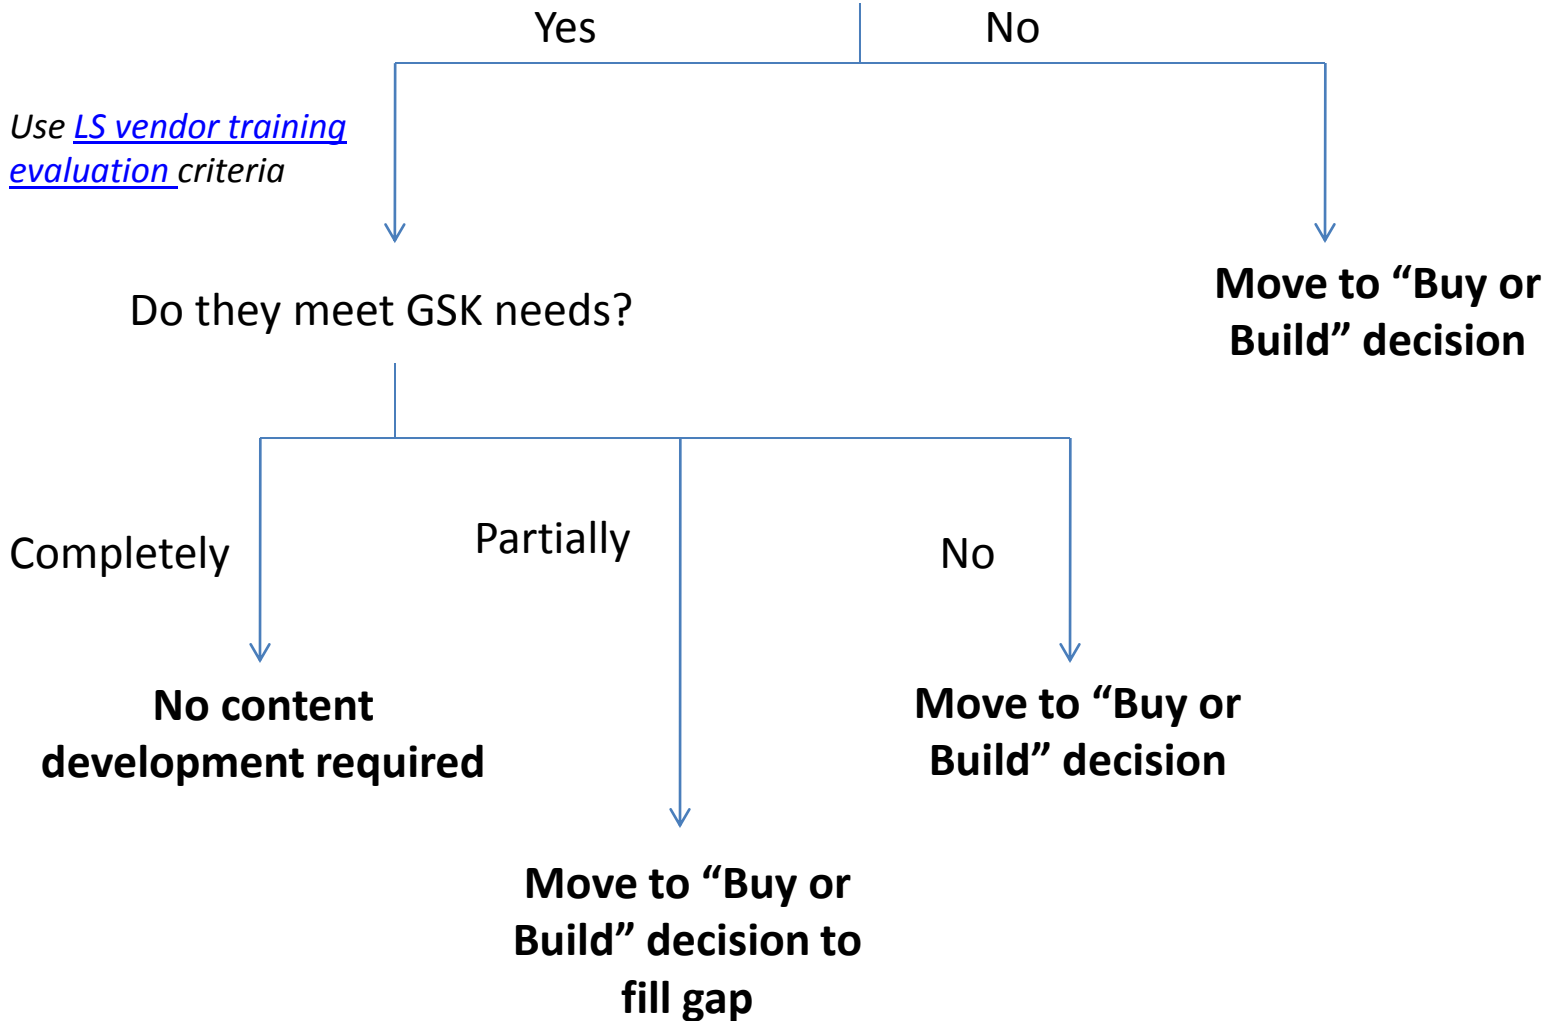 Yes
No
Use LS vendor training
evaluation criteria
Do they meet GSK needs?
Move to “Buy or
Build” decision
Completely
Partially
No
No content
development required
Move to “Buy or
Build” decision
Move to “Buy or
Build” decision to
fill gap